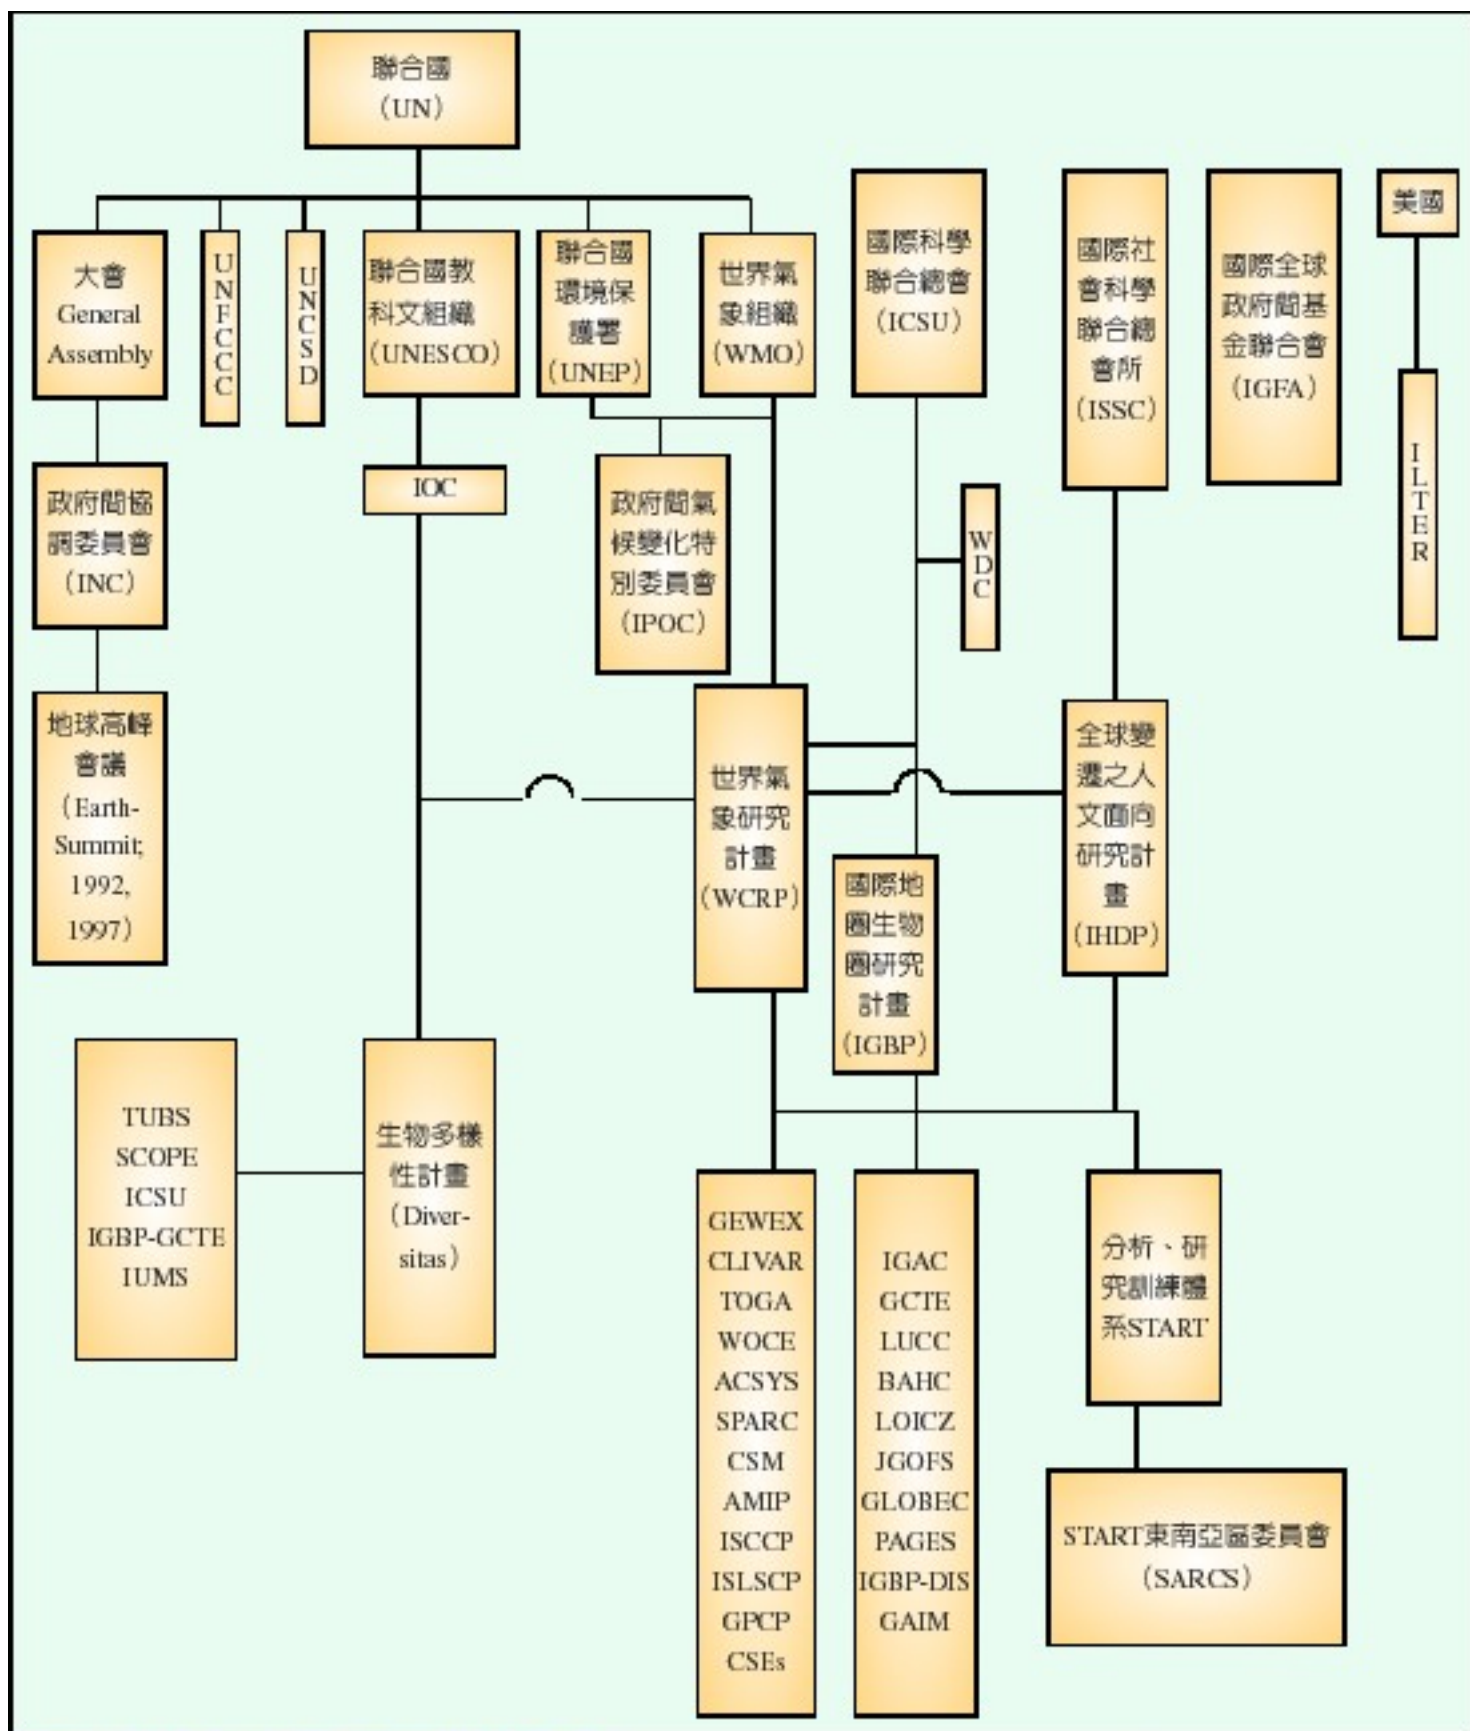 聯合國
(UN)
大會
General
Assembly
UNFCCC
UNCSD
聯合國教
科文組織
(UNESCO)
聯合國
環境保
護署
(UNEP)
世界氣
象組織
(WMO)
國際科學
聯合總會
(ICSU)
國際社
會科學
聯合總
會所
(ISSC)
國際全球
政府間基
金聯合會
(IGFA)
美國
政府間協
調委員會
(INC)
IOC
政府間氣
候變化特
別委員會
(IPOC)
WDC
ILTER
地球高峰
會議
(Earth-
Summit;
1992,
1997)
世界氣
象研究
計畫
(WCRP)
國際地
圈生物
圈研究
計畫
(IGBP)
全球變
遷之人
文面向
研究計
畫
(IHDP)
TUBS
SCOPE
ICSU
IGBP-GCTE
IUMS
生物多樣
性計畫
(Diver-
sitas)
GEWEX
CLIVAR
TOGA
WOCE
ACSYS
SPARC
CSM
AMIP
ISCCP
ISLSCP
GPCP
CSEs
IGAC
GCTE
LUCC
BAHC
LOICZ
JGOFS
GLOBEC
PAGES
IGBP-DIS
GAIM
分析、研
究訓練體
系START
START東南亞區委員會
(SARCS)